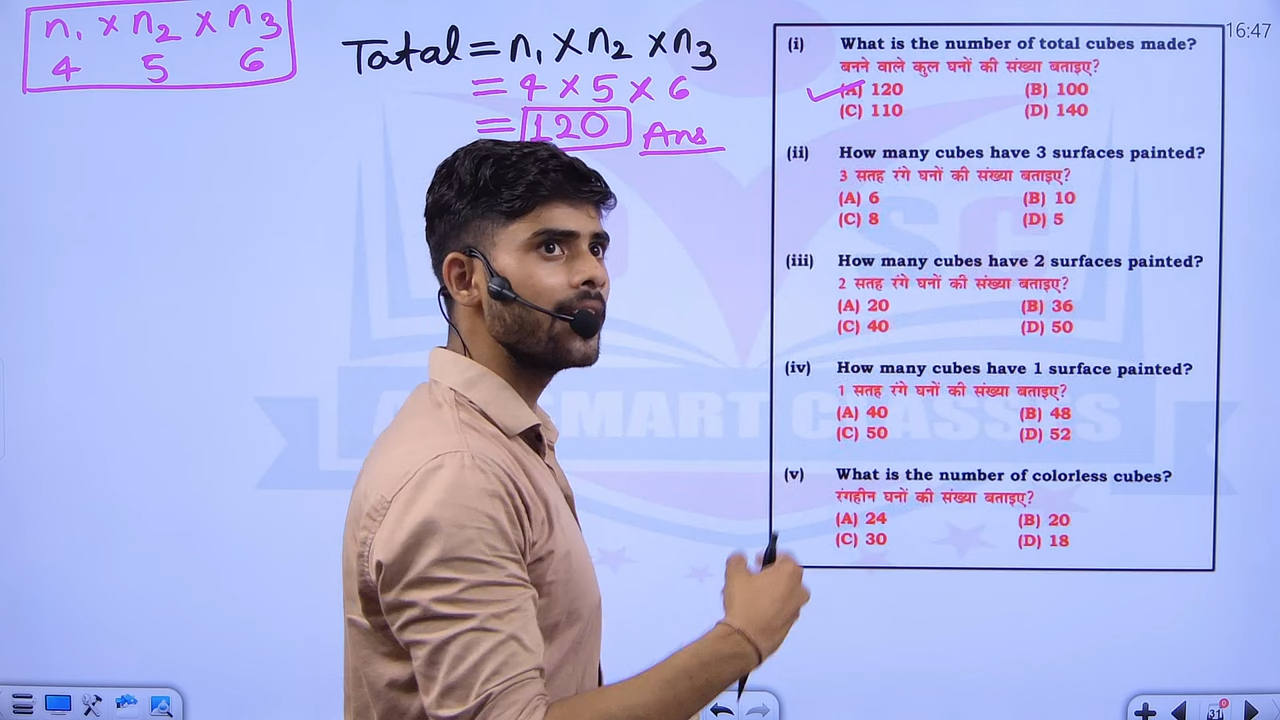 n₁ × n₂ × n₃
4 5 6
Tatal = n₁ × n₂ × n₃
= 4 × 5 × 6
= 120 Ans
16:47
(i) What is the number of total cubes made?
बनने वाले कुल घनों की संख्या बताइए?
(A) 120 (B) 100
(C) 110 (D) 140
(ii) How many cubes have 3 surfaces painted?
3 सतह रंगे घनों की संख्या बताइए?
(A) 6 (B) 10
(C) 8 (D) 5
(iii) How many cubes have 2 surfaces painted?
2 सतह रंगे घनों की संख्या बताइए?
(A) 20 (B) 36
(C) 40 (D) 50
(iv) How many cubes have 1 surface painted?
1 सतह रंगे घनों की संख्या बताइए?
(A) 40 (B) 48
(C) 50 (D) 52
(v) What is the number of colorless cubes?
रंगहीन घनों की संख्या बताइए?
(A) 24 (B) 20
(C) 30 (D) 18
SMART CLASSES
31